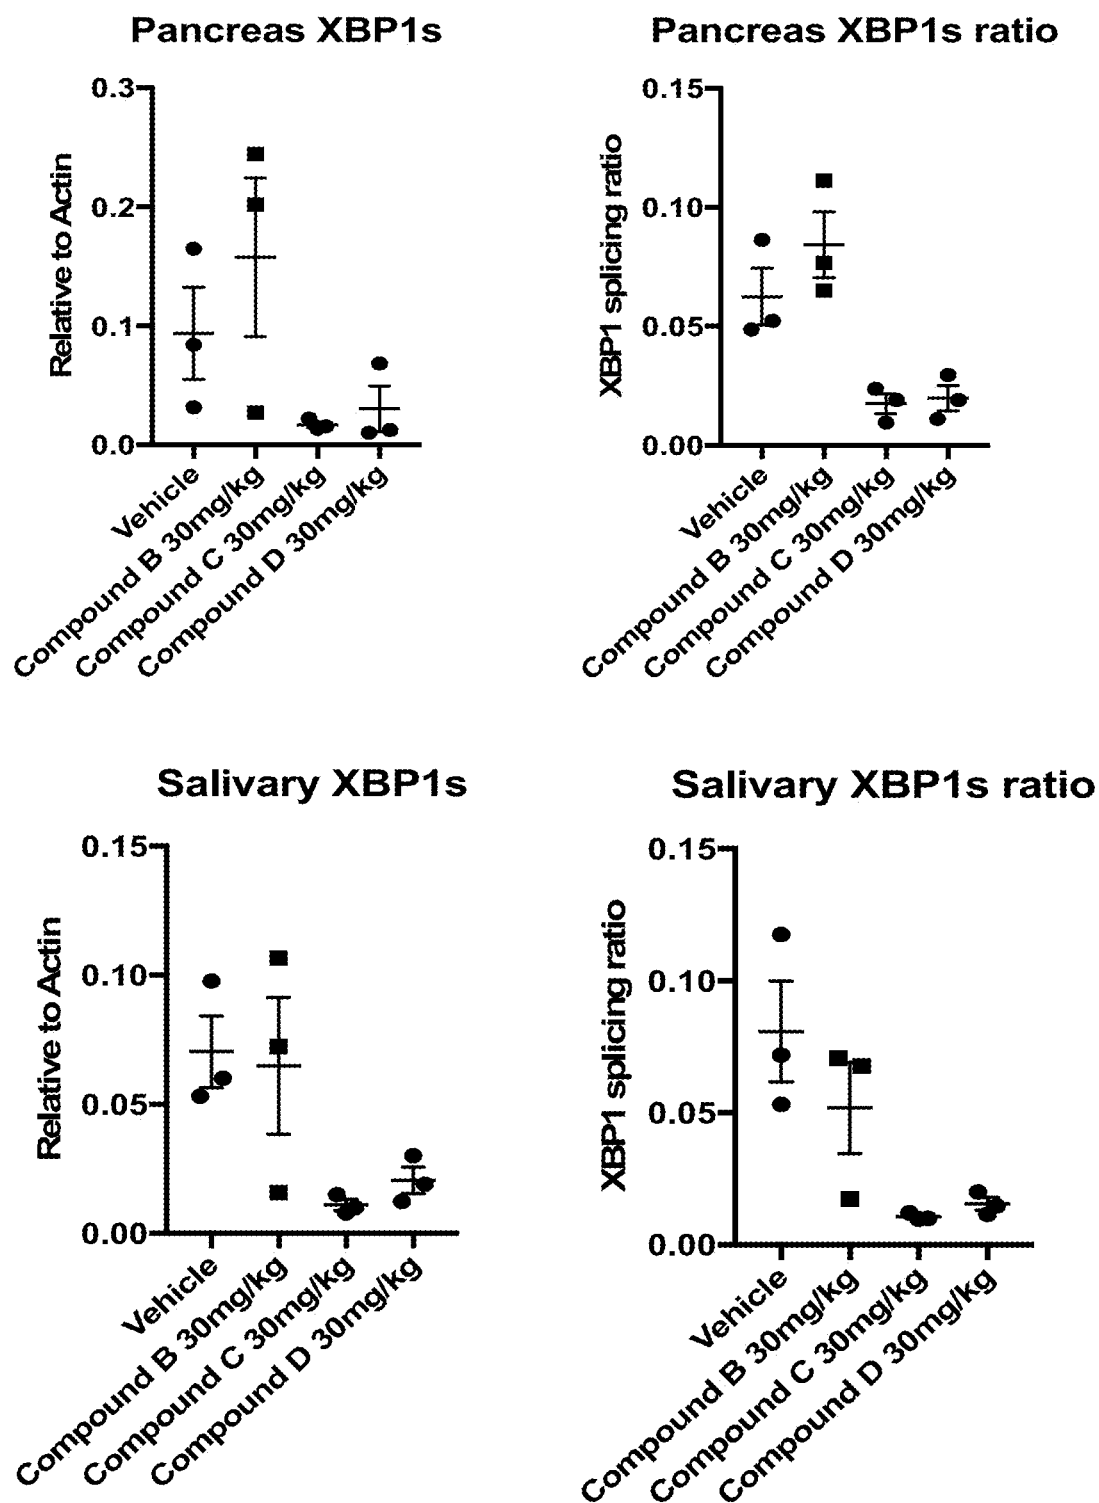 Pancreas XBP1s
Relative to Actin
0.3
0.2
0.1
0.0
Vehicle
Compound B 30mg/kg
Compound C 30mg/kg
Compound D 30mg/kg
Pancreas XBP1s ratio
XBP1 splicing ratio
0.15
0.10
0.05
0.00
Vehicle
Compound B 30mg/kg
Compound C 30mg/kg
Compound D 30mg/kg
Salivary XBP1s
Relative to Actin
0.15
0.10
0.05
0.00
Vehicle
Compound B 30mg/kg
Compound C 30mg/kg
Compound D 30mg/kg
Salivary XBP1s ratio
XBP1 splicing ratio
0.15
0.10
0.05
0.00
Vehicle
Compound B 30mg/kg
Compound C 30mg/kg
Compound D 30mg/kg